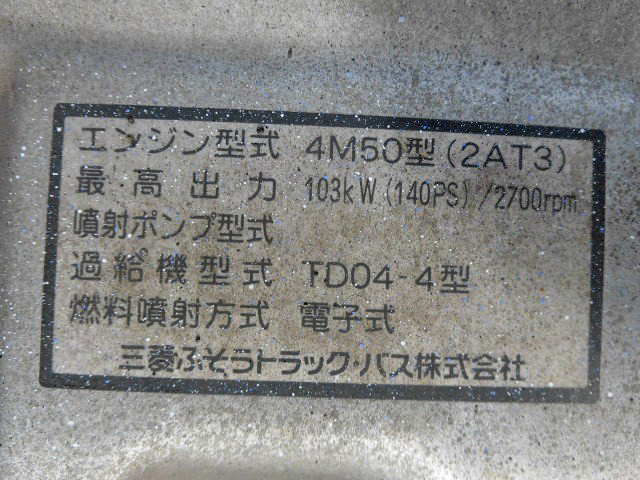 エンジン型式 4M50型(2AT3)
最高出力 103kW(140PS)/2700rpm
噴射ポンプ型式
過給機型式 TD04-4型
燃料噴射方式 電子式
三菱ふそうトラック・バス株式会社